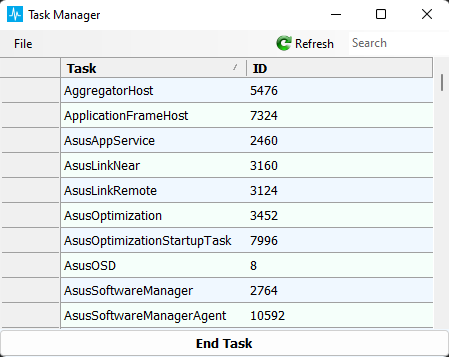 Task Manager
File Refresh Search
Task ID
AggregatorHost 5476
ApplicationFrameHost 7324
AsusAppService 2460
AsusLinkNear 3160
AsusLinkRemote 3124
AsusOptimization 3452
AsusOptimizationStartupTask 7996
AsusOSD 8
AsusSoftwareManager 2764
AsusSoftwareManagerAgent 10592
End Task